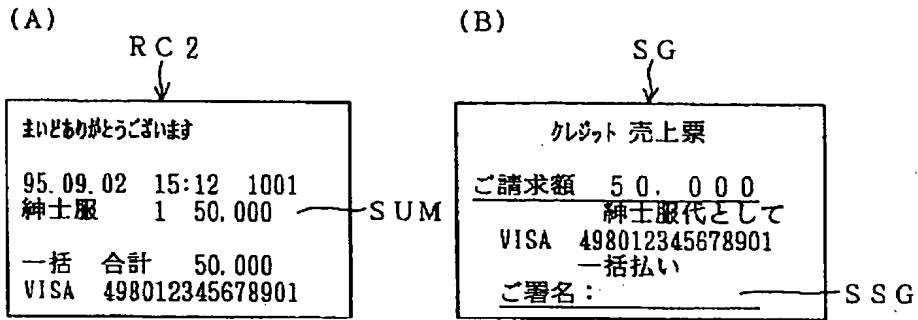 (A)
RC2
まいどありがとうございます
95.09.02 15:12 1001
紳士服 1 50,000
SUM
一括 合計 50,000
VISA 498012345678901
(B)
SG
クレジット 売上票
ご請求額 50,000
紳士服代として
VISA 498012345678901
一括払い
ご署名:
SSG